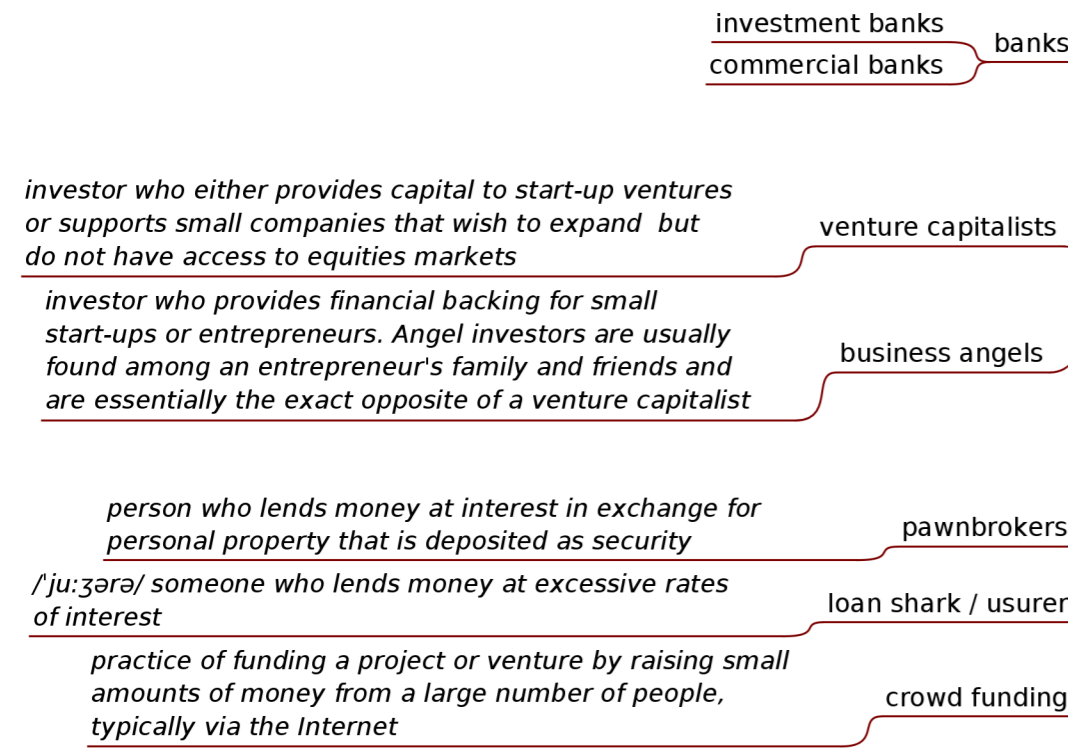 investment banks
banks
commercial banks
investor who either provides capital to start-up ventures
or supports small companies that wish to expand  but
do not have access to equities markets
venture capitalists
investor who provides financial backing for small
start-ups or entrepreneurs. Angel investors are usually
found among an entrepreneur's family and friends and
are essentially the exact opposite of a venture capitalist
business angels
person who lends money at interest in exchange for
personal property that is deposited as security
pawnbrokers
/ˈjuːʒərə/ someone who lends money at excessive rates
of interest
loan shark / usurer
practice of funding a project or venture by raising small
amounts of money from a large number of people,
typically via the Internet
crowd funding